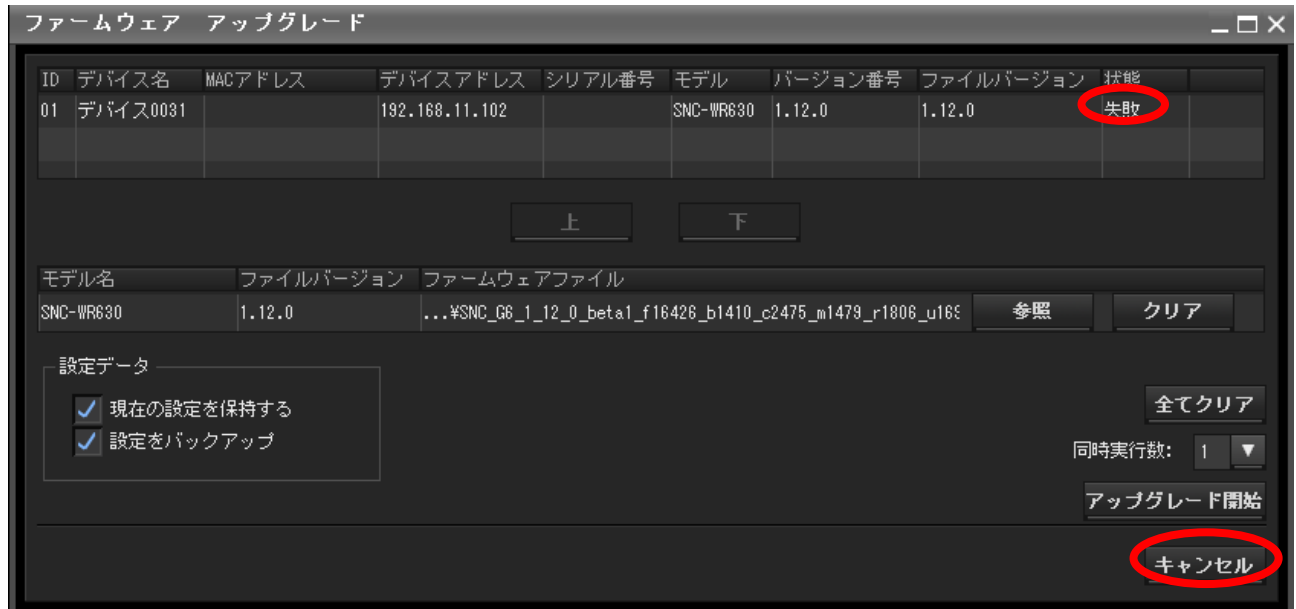 ファームウェア アップグレード
ID デバイス名 MACアドレス デバイスアドレス シリアル番号 モデル バージョン番号 ファイルバージョン 状態
01 デバイス0031 192.168.11.102 SNC-WR630 1.12.0 1.12.0 失敗
上 下
モデル名 ファイルバージョン ファームウェアファイル
SNC-WR630 1.12.0 ...¥SNC_G6_1_12_0_beta1_f16426_b1410_c2475_m1479_r1806_u169 参照 クリア
設定データ
現在の設定を保持する
設定をバックアップ
全てクリア
同時実行数: 1
アップグレード開始
キャンセル